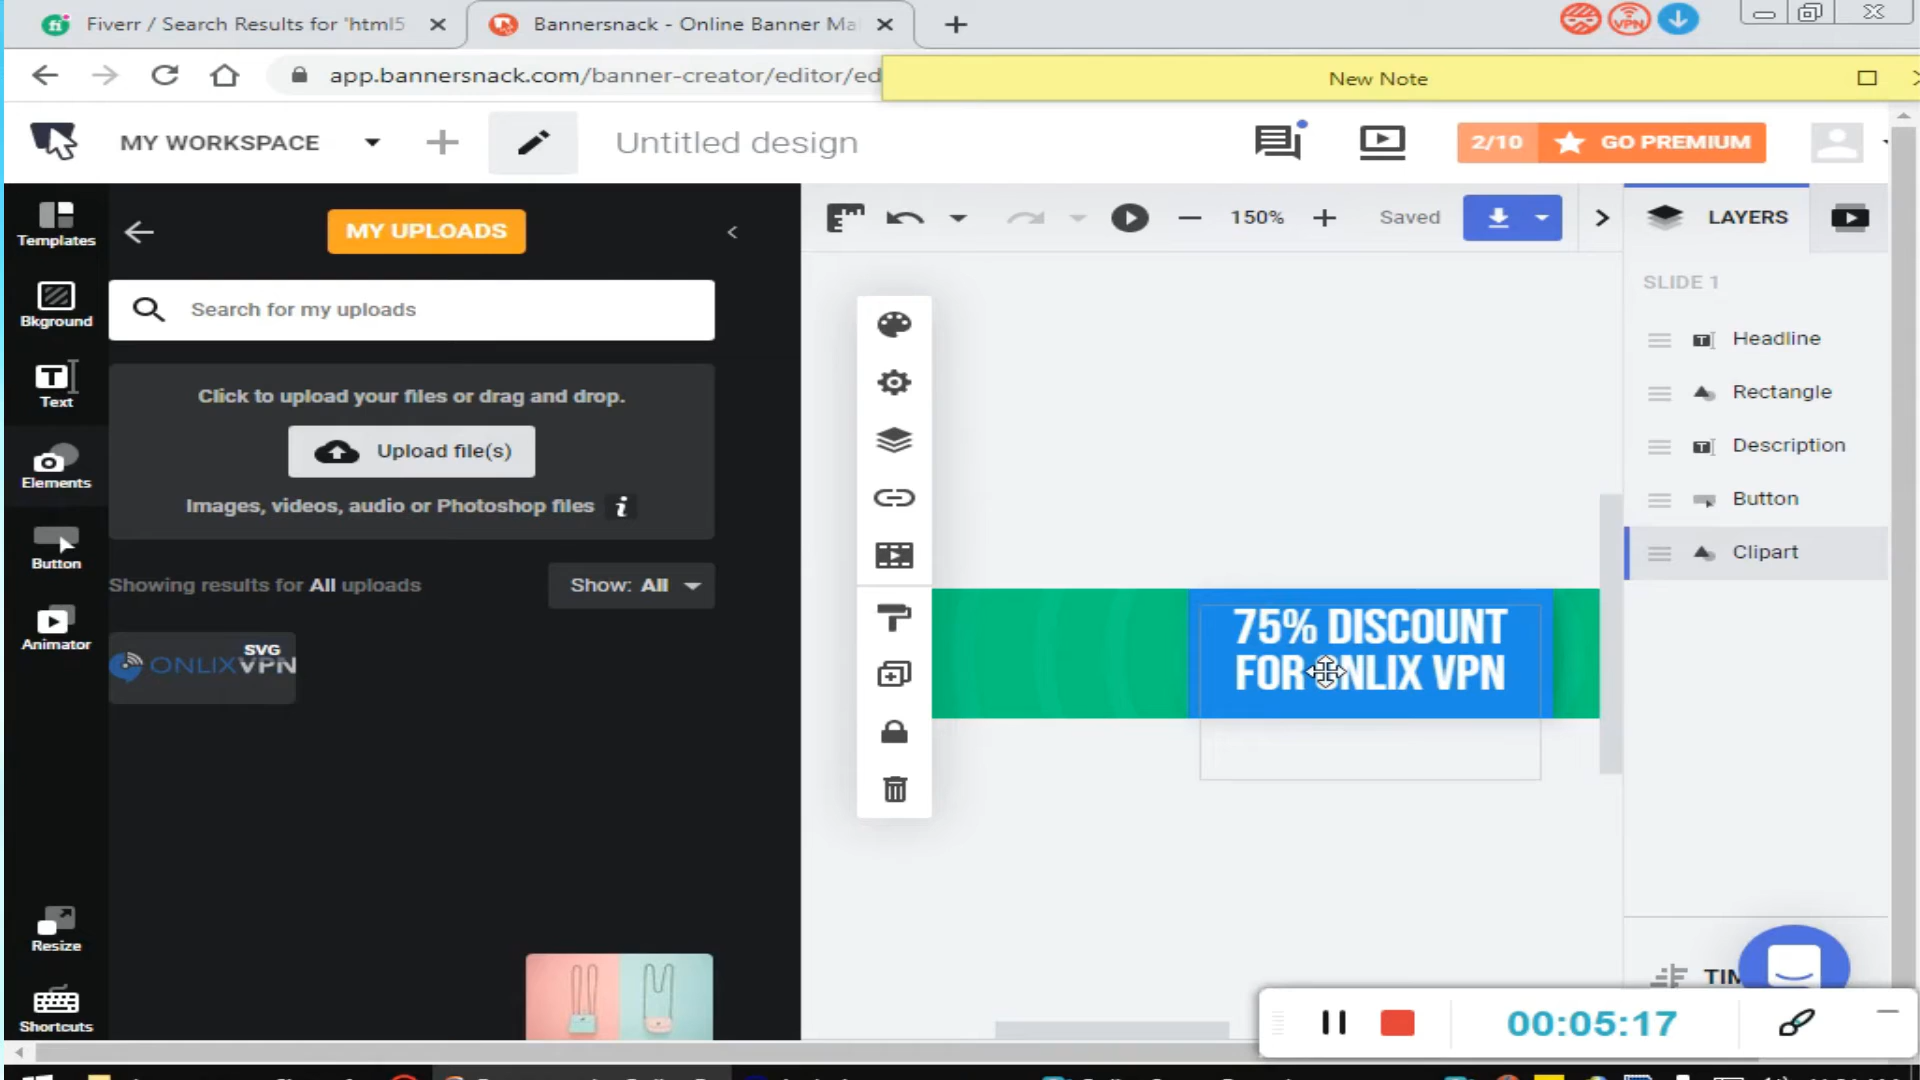 Fiverr / Search Results for 'html5
Bannersnack - Online Banner Ma
VPN
app.bannersnack.com/banner-creator/editor/ed
New Note
MY WORKSPACE
Untitled design
2/10
GO PREMIUM
Templates
MY UPLOADS
150%
Saved
LAYERS
Bkground
Search for my uploads
SLIDE 1
Headline
Text
Click to upload your files or drag and drop.
Rectangle
Upload file(s)
Description
Elements
Images, videos, audio or Photoshop files
Button
Button
Clipart
Showing results for All uploads
Show: All
Animator
SVG
ONLIXVPN
75% DISCOUNT
FOR ONLIX VPN
Resize
TIM
Shortcuts
00:05:17